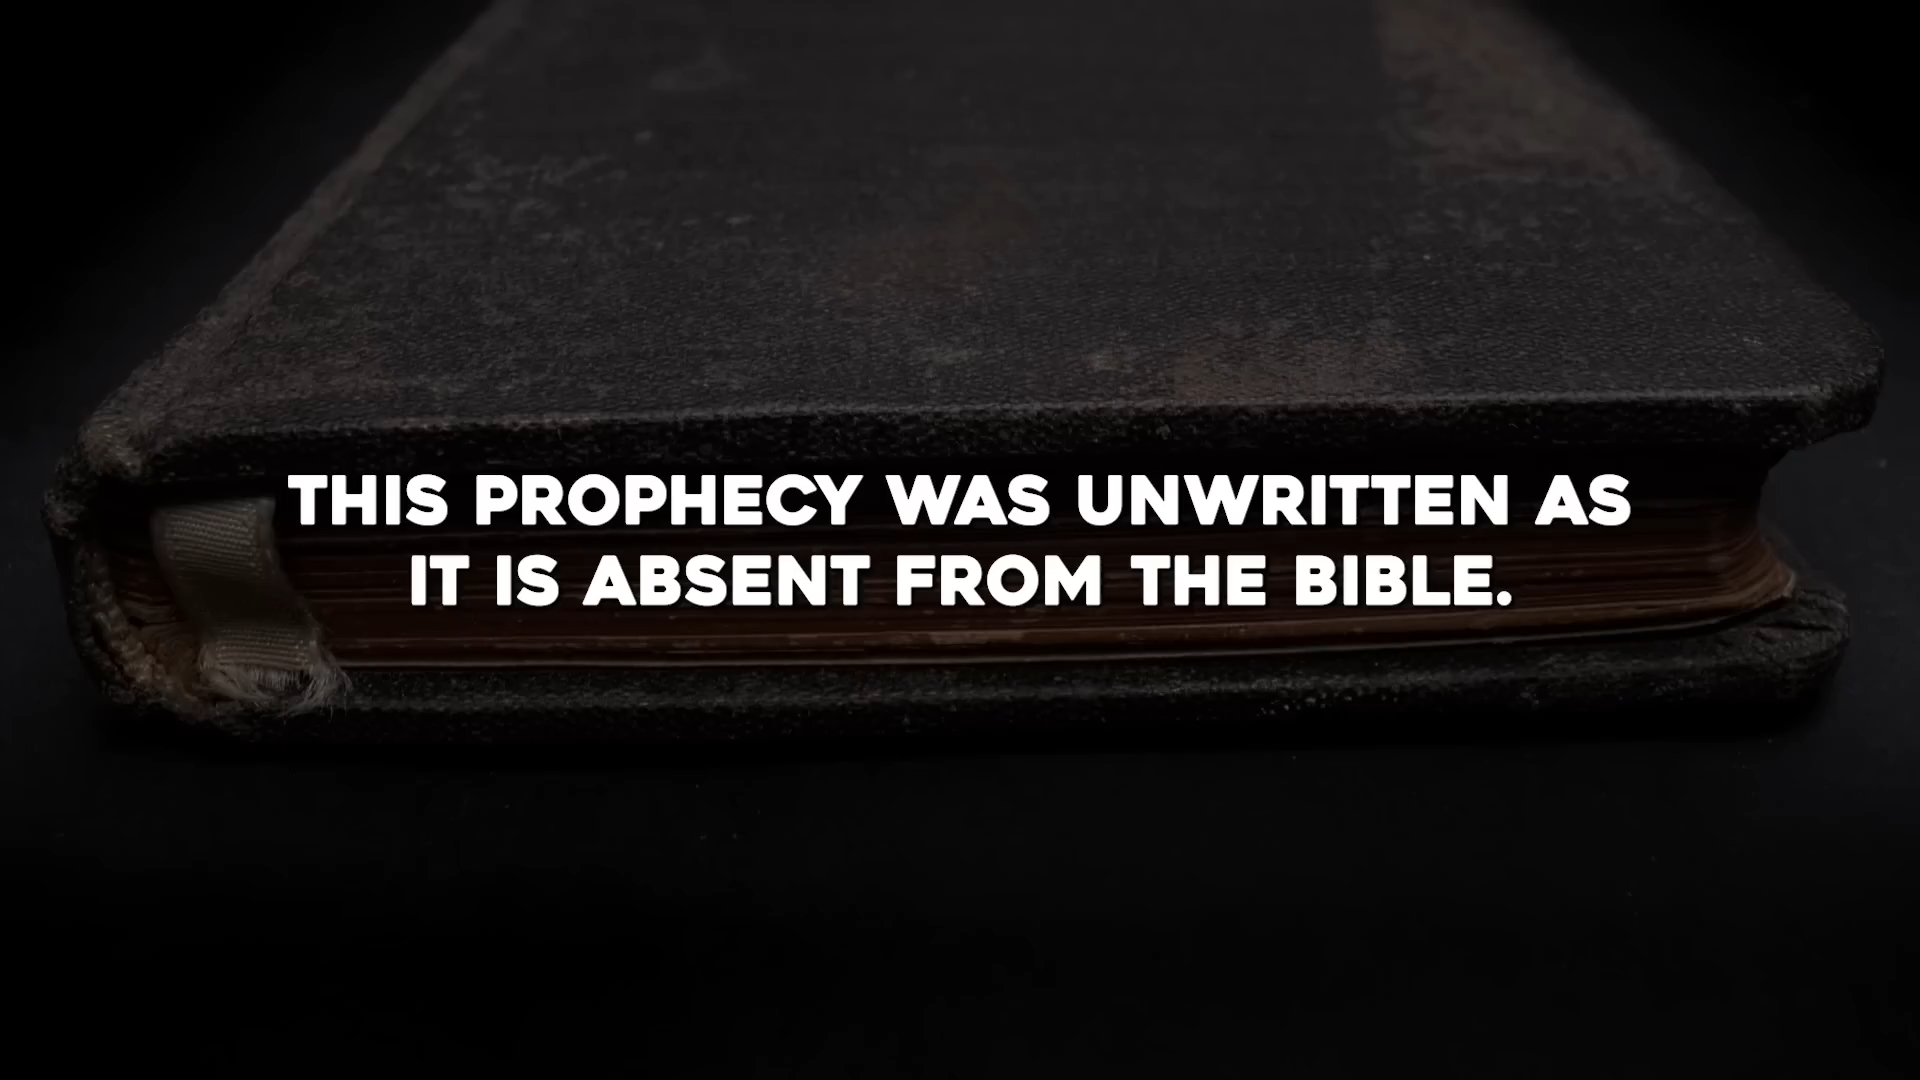 THIS PROPHECY WAS UNWRITTEN AS
IT IS ABSENT FROM THE BIBLE.